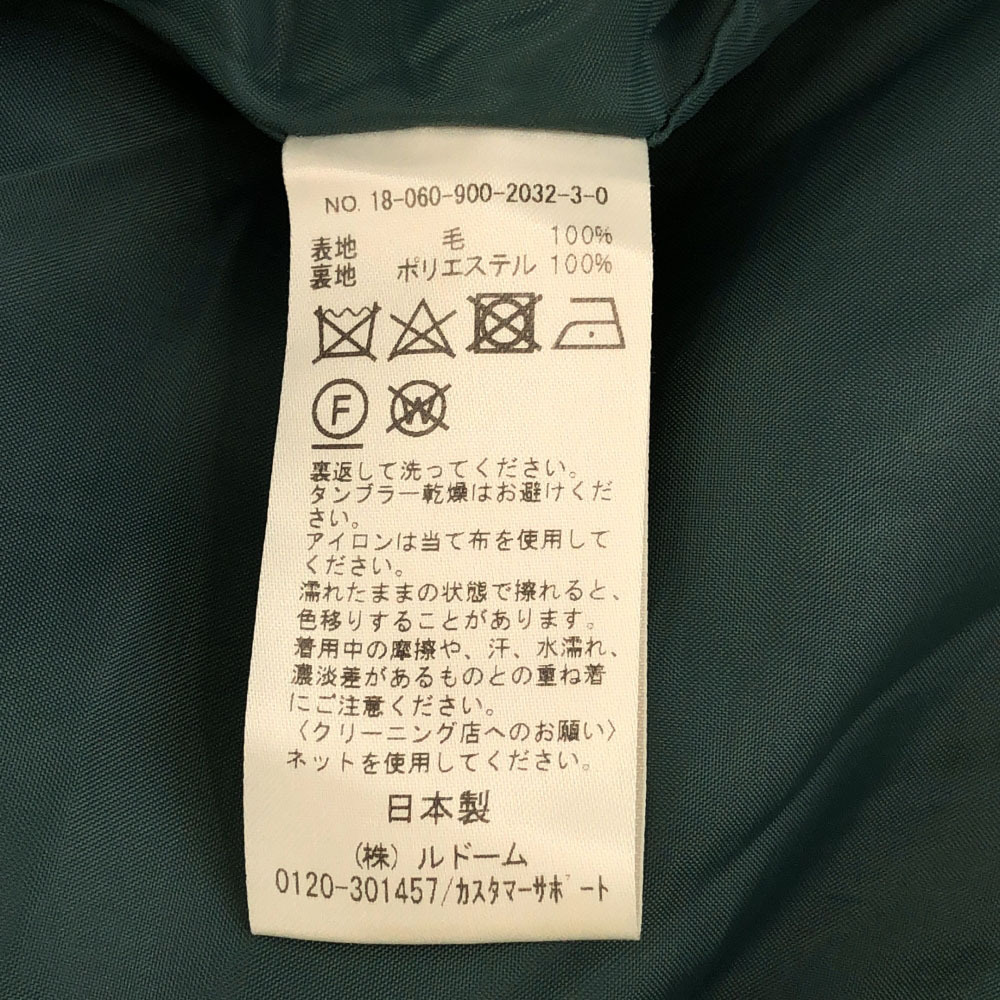 NO. 18-060-900-2032-3-0
表地 毛 100%
裏地 ポリエステル 100%
F W
裏返して洗ってください。
タンブラー乾燥はお避けくだ
さい。
アイロンは当て布を使用して
ください。
濡れたままの状態で擦れると、
色移りすることがあります。
着用中の摩擦や、汗、水濡れ、
濃淡差があるものとの重ね着
にご注意ください。
〈クリーニング店へのお願い〉
ネットを使用してください。
日本製
(株) ルドーム
0120-301457/カスタマーサポート